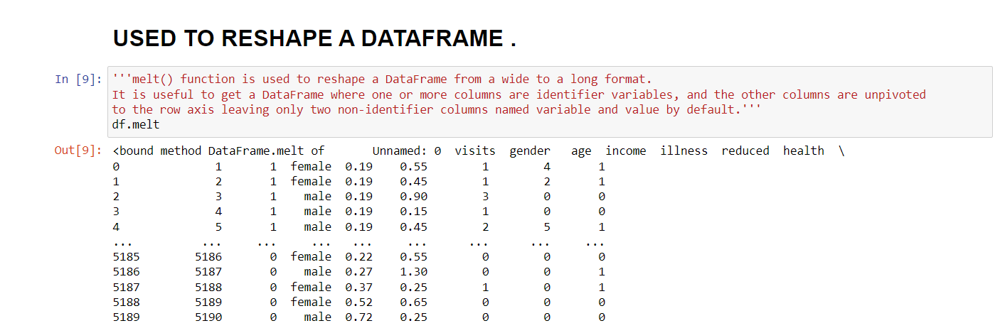 USED TO RESHAPE A DATAFRAME .
In [9]: '''melt() function is used to reshape a DataFrame from a wide to a long format.
It is useful to get a DataFrame where one or more columns are identifier variables, and the other columns are unpivoted
to the row axis leaving only two non-identifier columns named variable and value by default.'''
df.melt
Out[9]: <bound method DataFrame.melt of       Unnamed: 0  visits  gender   age  income  illness  reduced  health  \
0              1       1  female  0.19    0.55        1        4       1
1              2       1  female  0.19    0.45        1        2       1
2              3       1    male  0.19    0.90        3        0       0
3              4       1    male  0.19    0.15        1        0       0
4              5       1    male  0.19    0.45        2        5       1
...          ...     ...     ...   ...     ...      ...      ...     ...
5185        5186       0  female  0.22    0.55        0        0       0
5186        5187       0    male  0.27    1.30        0        0       1
5187        5188       0  female  0.37    0.25        1        0       1
5188        5189       0  female  0.52    0.65        0        0       0
5189        5190       0    male  0.72    0.25        0        0       0